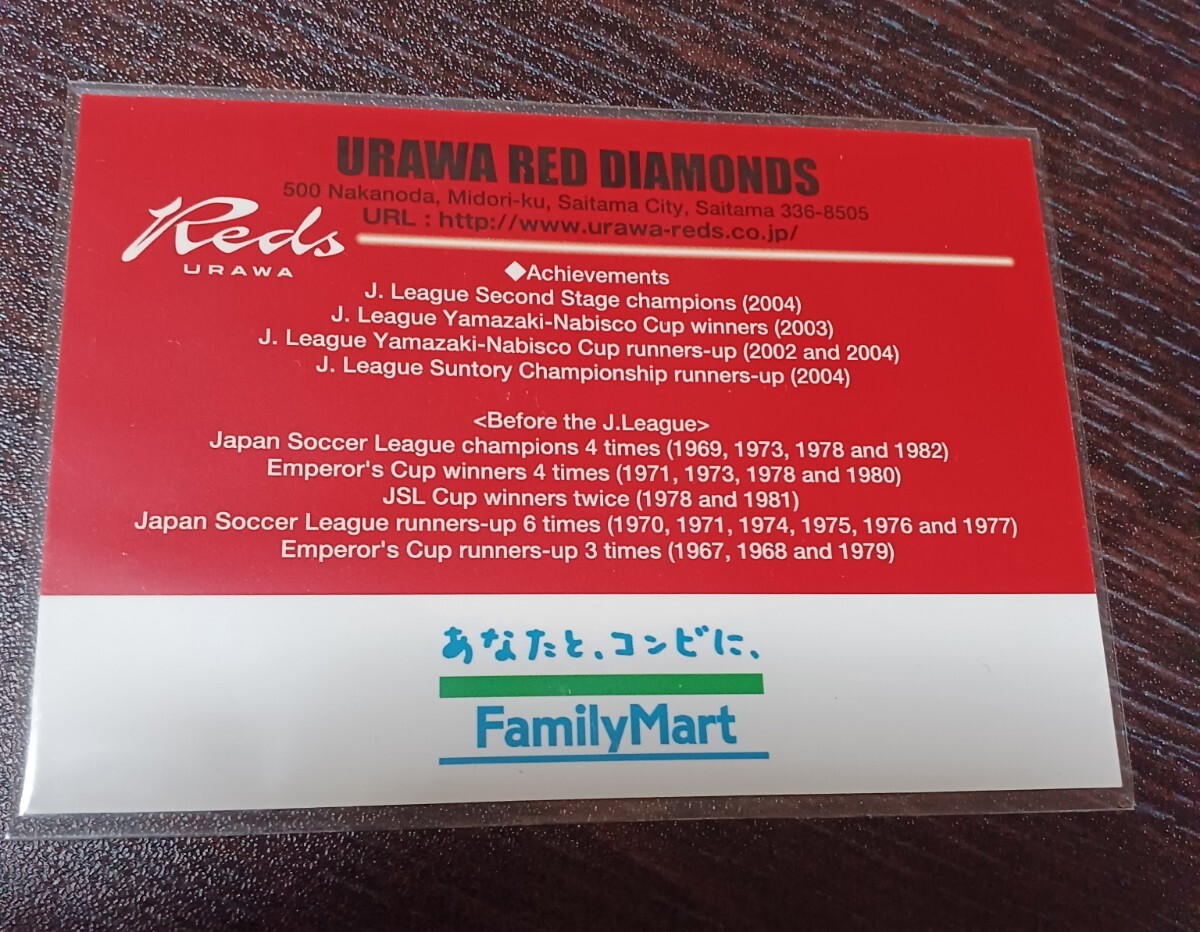 URAWA RED DIAMONDS
500 Nakanoda, Midori-ku, Saitama City, Saitama 336-8505
URL : http://www.urawa-reds.co.jp/
Reds
URAWA
◆Achievements
J. League Second Stage champions (2004)
J. League Yamazaki-Nabisco Cup winners (2003)
J. League Yamazaki-Nabisco Cup runners-up (2002 and 2004)
J. League Suntory Championship runners-up (2004)
<Before the J.League>
Japan Soccer League champions 4 times (1969, 1973, 1978 and 1982)
Emperor's Cup winners 4 times (1971, 1973, 1978 and 1980)
JSL Cup winners twice (1978 and 1981)
Japan Soccer League runners-up 6 times (1970, 1971, 1974, 1975, 1976 and 1977)
Emperor's Cup runners-up 3 times (1967, 1968 and 1979)
あなたと、コンビに、
FamilyMart